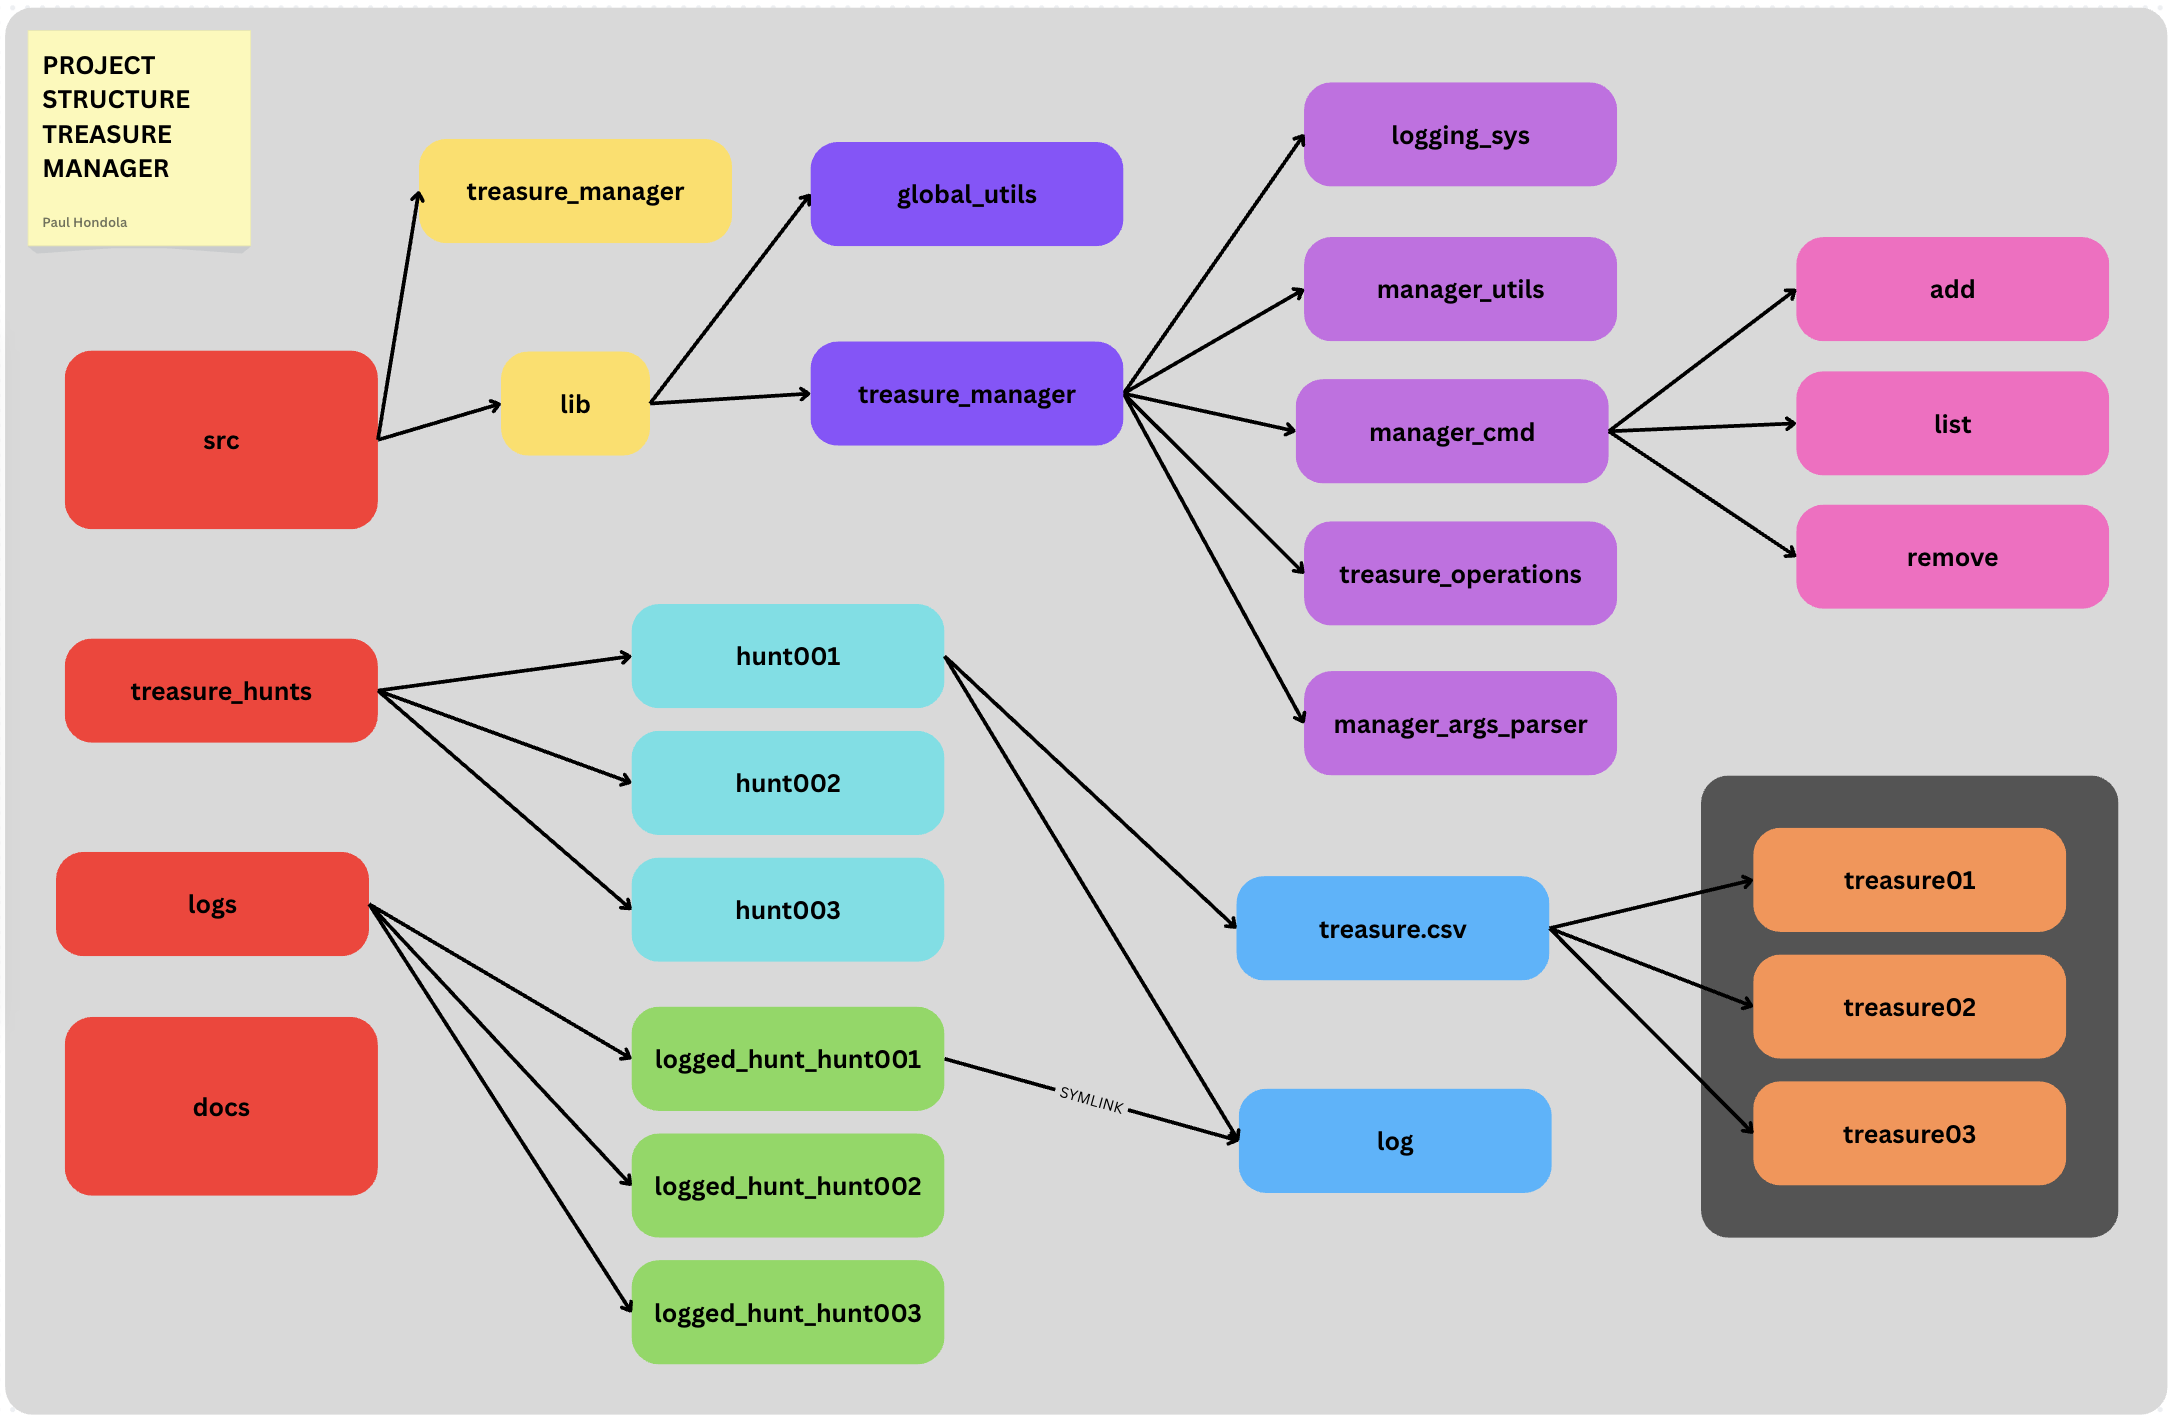 PROJECT
STRUCTURE
TREASURE
MANAGER
Paul Hondola
treasure_manager
global_utils
logging_sys
manager_utils
add
src
lib
treasure_manager
manager_cmd
list
treasure_operations
remove
treasure_hunts
hunt001
manager_args_parser
hunt002
logs
hunt003
treasure.csv
treasure01
treasure02
docs
logged_hunt_hunt001
SYMLINK
log
treasure03
logged_hunt_hunt002
logged_hunt_hunt003